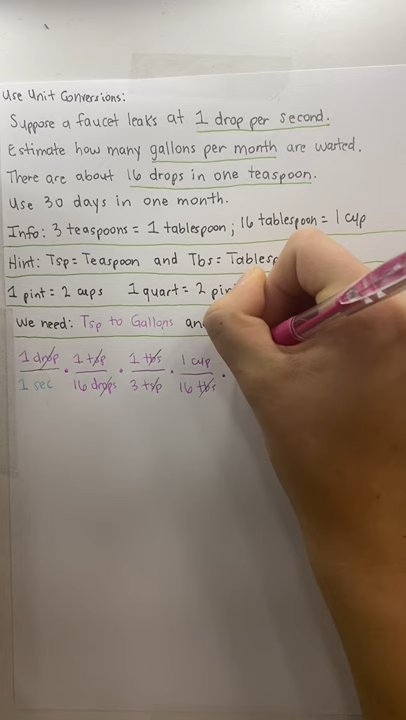 Use Unit Conversions:
Suppose a faucet leaks at 1 drop per second.
Estimate how many gallons per month are wasted.
There are about 16 drops in one teaspoon.
Use 30 days in one month.
Info: 3 teaspoons = 1 tablespoon; 16 tablespoon = 1 cup
Hint: Tsp = Teaspoon and Tbs = Tablesp
1 pint = 2 cups 1 quart = 2 pin
We need: Tsp to Gallons an
1 drop/1 sec · 1 tsp/16 drops · 1 tbs/3 tsp · 1 cup/16 tbs ·